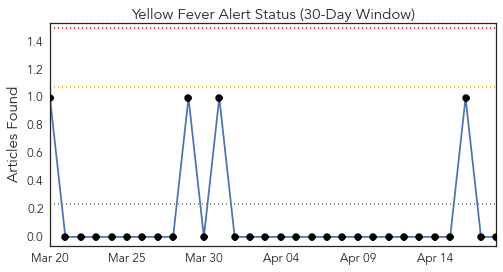 Yellow Fever Alert Status (30-Day Window)
Articles Found
1.4
1.2
1.0
0.8
0.6
0.4
0.2
0.0
Mar 20 Mar 25 Mar 30 Apr 04 Apr 09 Apr 14